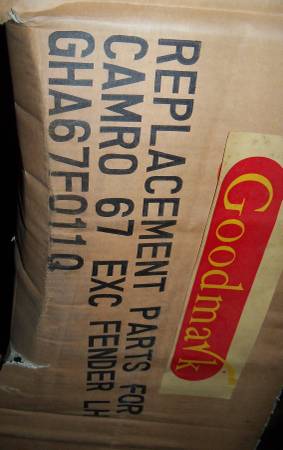 REPLACEMENT PARTS FOR
CAMRO 67 EXC FENDER LH
GHA67F011Q
Goodmark